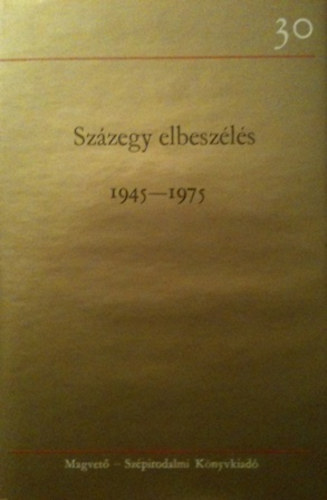 30
Százegy elbeszélés
1945—1975
Magvető – Szépirodalmi Könyvkiadó